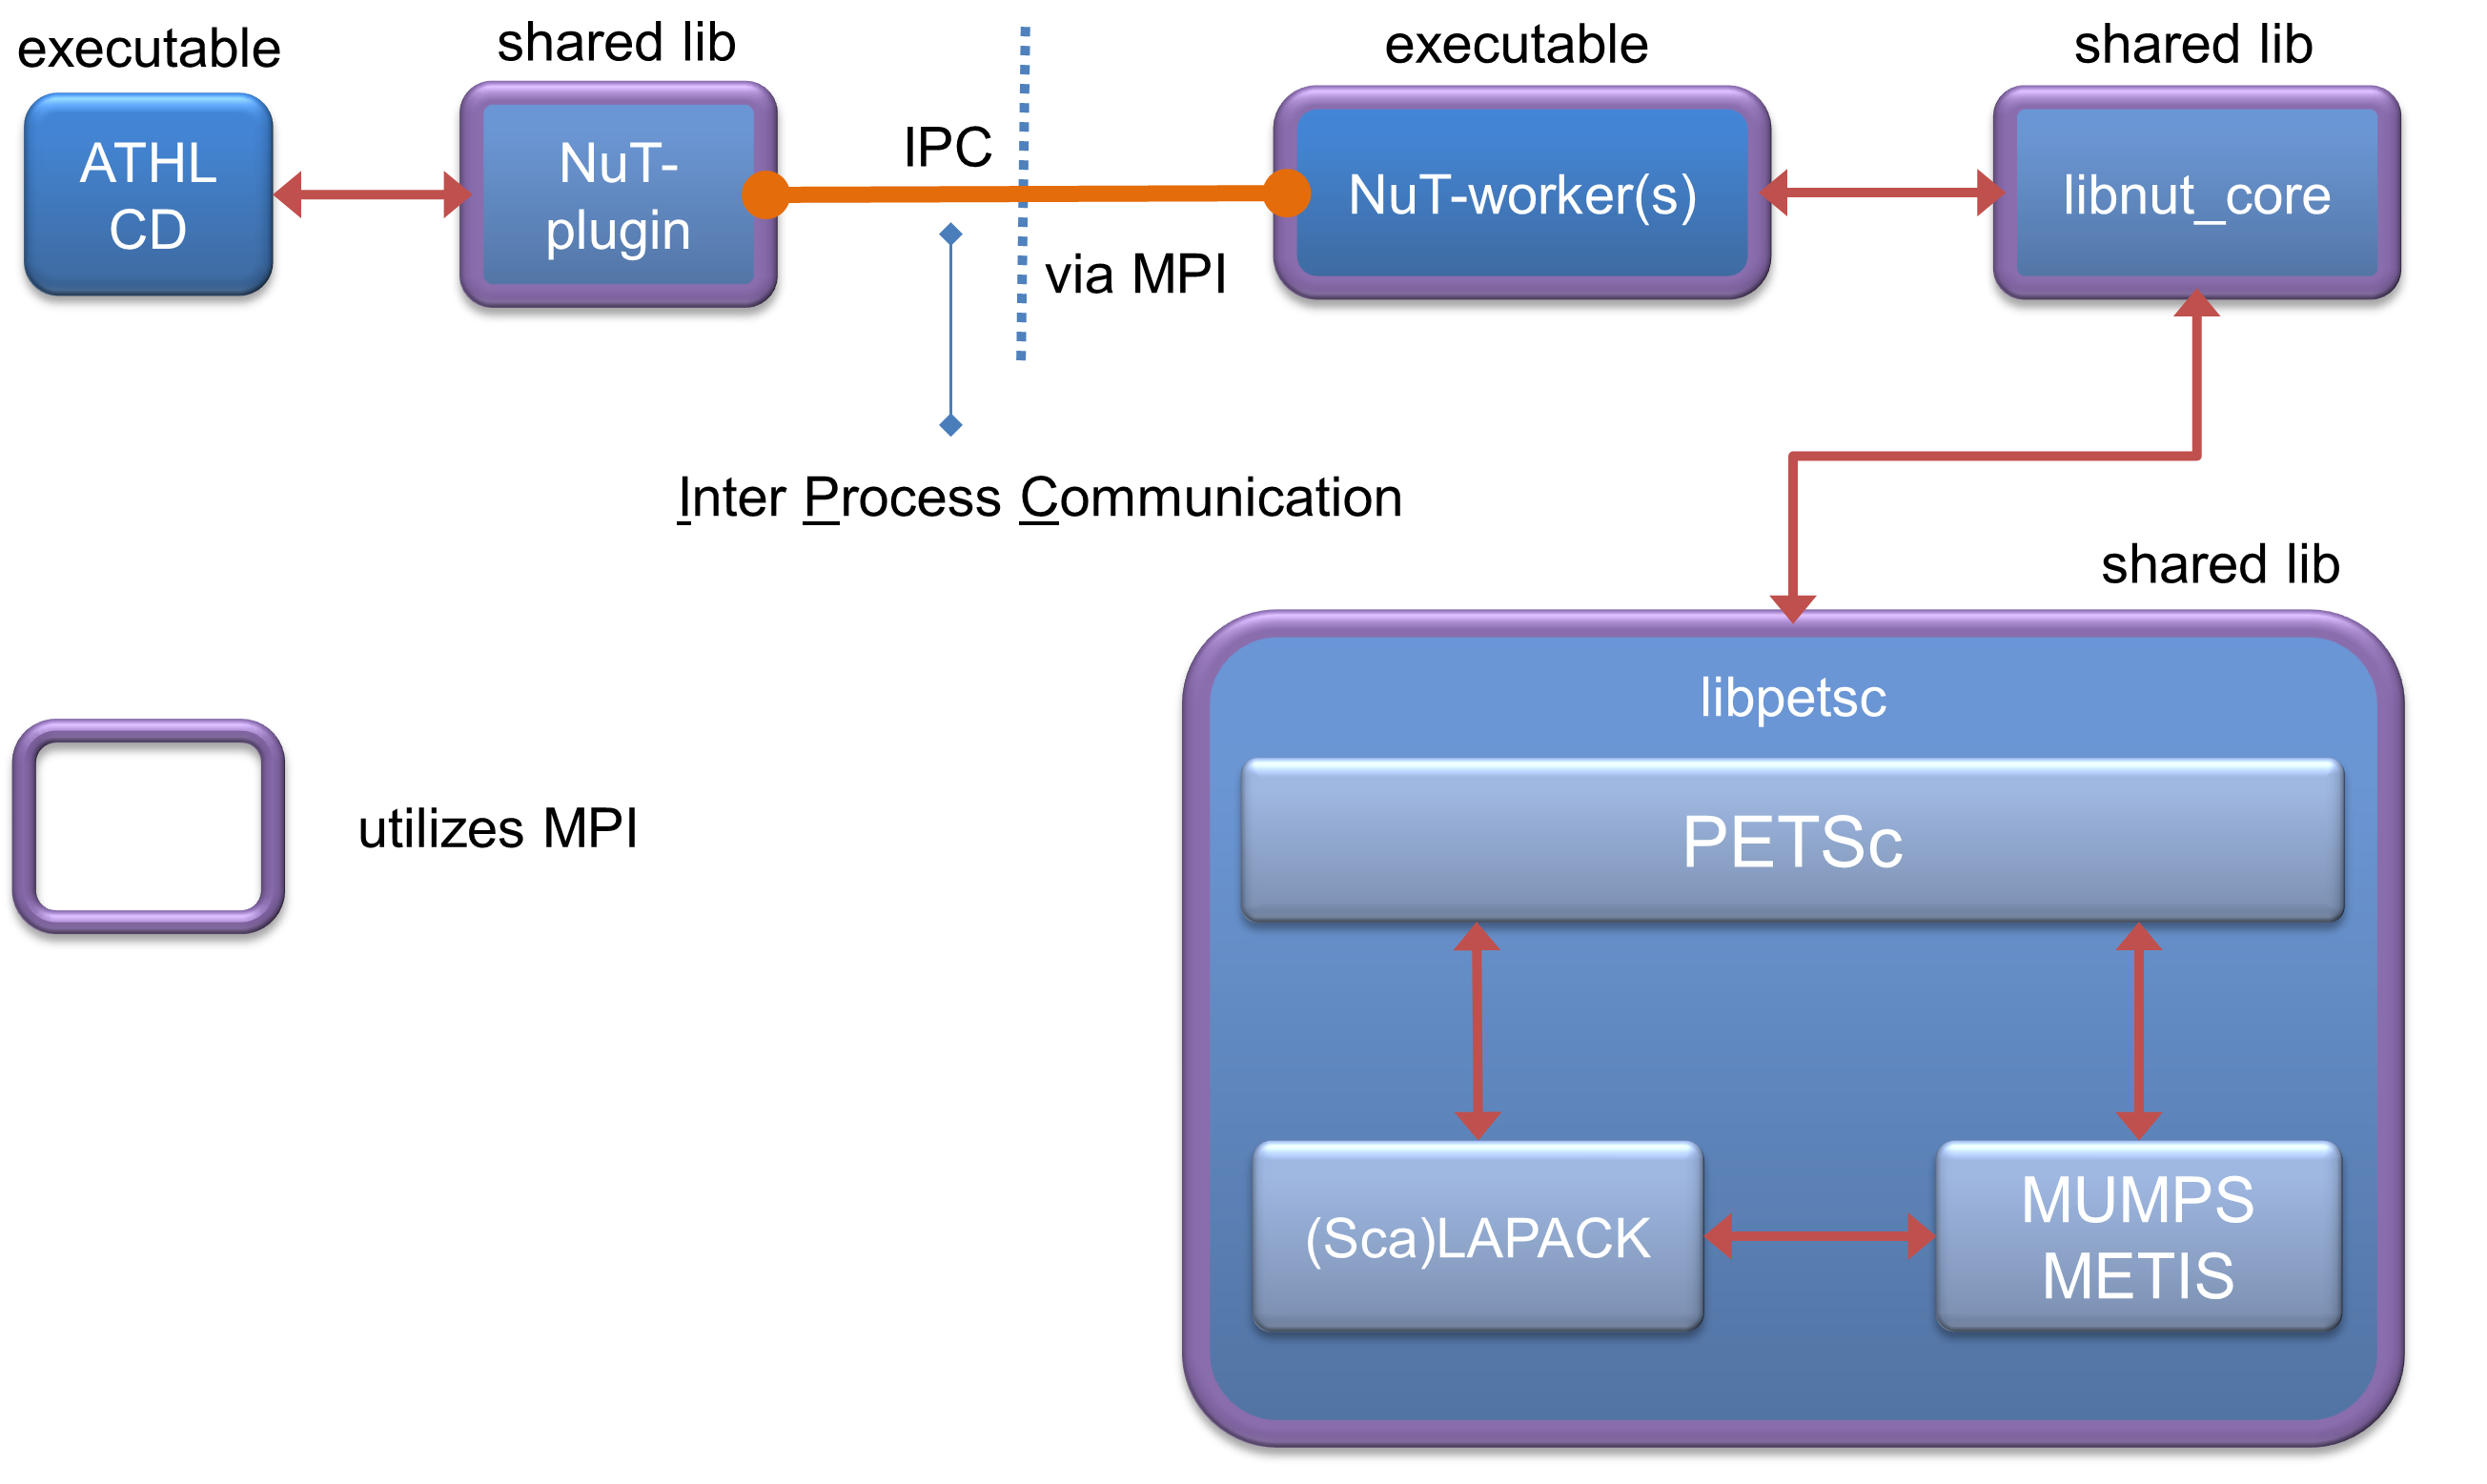 executable
shared lib
executable
shared lib
ATHL
CD
NuT-
plugin
IPC
via MPI
NuT-worker(s)
libnut_core
Inter Process Communication
shared lib
libpetsc
utilizes MPI
PETSc
(Sca)LAPACK
MUMPS
METIS